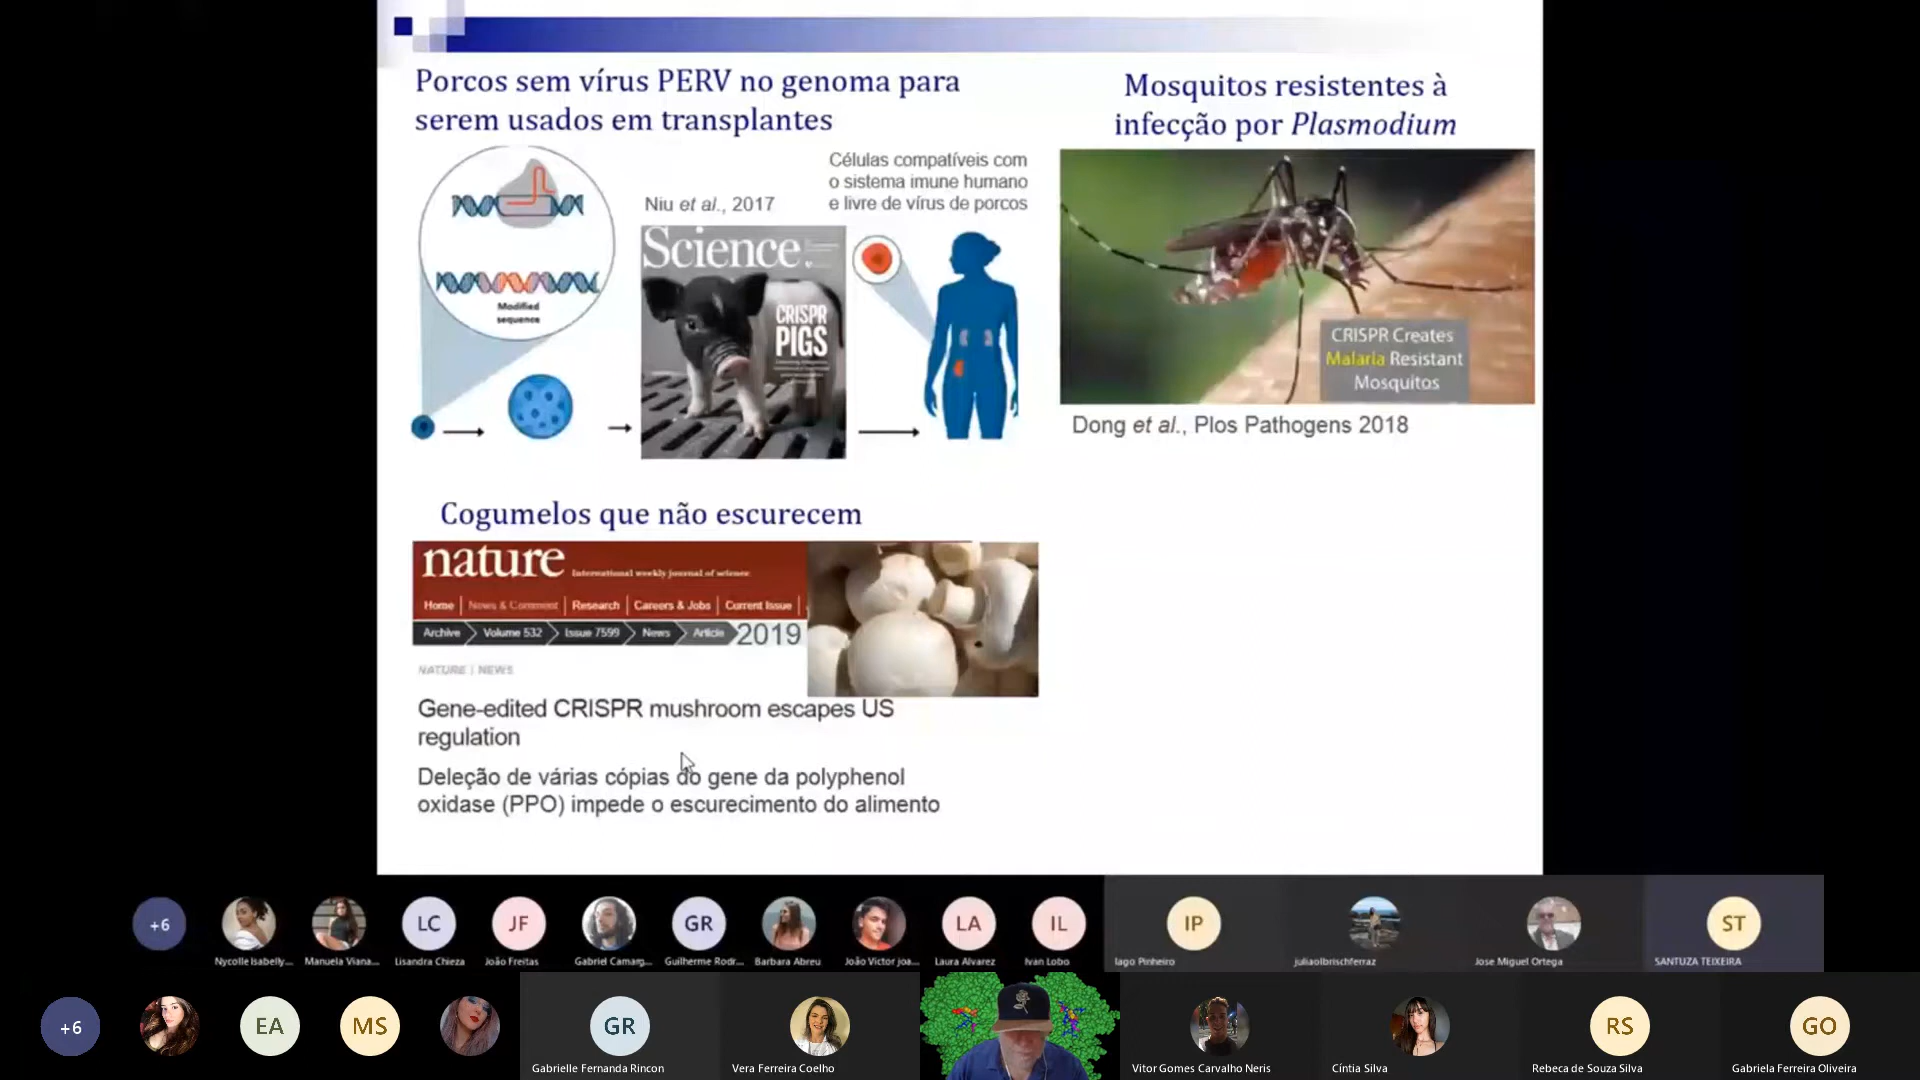 Porcos sem vírus PERV no genoma para
serem usados em transplantes
Mosquitos resistentes à
infecção por Plasmodium
Células compatíveis com
o sistema imune humano
e livre de vírus de porcos
Niu et al., 2017
Science
CRISPR
PIGS
Modified
sequence
CRISPR Creates
Malaria Resistant
Mosquitos
Dong et al., Plos Pathogens 2018
Cogumelos que não escurecem
nature International weekly journal of science
Home News & Comment Research Careers & Jobs Current Issue
Archive Volume 532 Issue 7599 News Article 2019
NATURE | NEWS
Gene-edited CRISPR mushroom escapes US
regulation
Deleção de várias cópias do gene da polyphenol
oxidase (PPO) impede o escurecimento do alimento
+6 LC JF GR LA IL IP ST
Nycolle Isabelly... Manuela Viana... Lisandra Chieza João Freitas Gabriel Camarg... Guilherme Rodr... Barbara Abreu João Victor joa... Laura Alvarez Ivan Lobo Iago Pinheiro juliaolbrischferraz Jose Miguel Ortega SANTUZA TEIXEIRA
+6 EA MS GR RS GO
Gabrielle Fernanda Rincon Vera Ferreira Coelho Vitor Gomes Carvalho Neris Cíntia Silva Rebeca de Souza Silva Gabriela Ferreira Oliveira